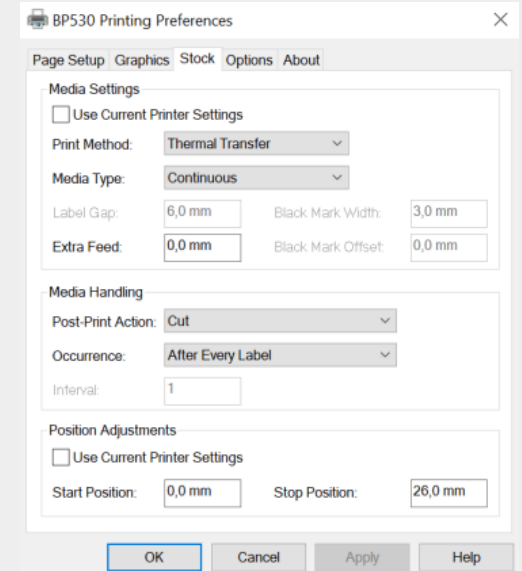 BP530 Printing Preferences
Page Setup Graphics Stock Options About
Media Settings
Use Current Printer Settings
Print Method: Thermal Transfer
Media Type: Continuous
Label Gap: 6,0 mm Black Mark Width: 3,0 mm
Extra Feed: 0,0 mm Black Mark Offset: 0,0 mm
Media Handling
Post-Print Action: Cut
Occurrence: After Every Label
Interval: 1
Position Adjustments
Use Current Printer Settings
Start Position: 0,0 mm Stop Position: 26,0 mm
OK Cancel Apply Help